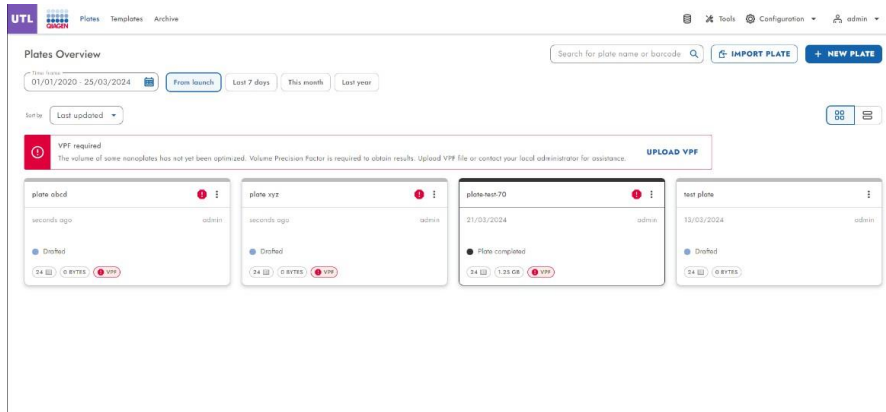 UTL QIAGEN Plates Templates Archive Tools Configuration admin
Plates Overview
Search for plate name or barcode
IMPORT PLATE
+ NEW PLATE
Time frame
01/01/2020 - 25/03/2024
From launch
Last 7 days
This month
Last year
Sort by
Last updated
VPF required
The volume of some nanoplates has not yet been optimized. Volume Precision Factor is required to obtain results. Upload VPF file or contact your local administrator for assistance.
UPLOAD VPF
plate abcd
seconds ago admin
Drafted
24 0 BYTES VPF
plate xyz
seconds ago admin
Drafted
24 0 BYTES VPF
plate-test-70
21/03/2024 admin
Plate completed
24 1.25 GB VPF
test plate
13/03/2024 admin
Drafted
24 0 BYTES